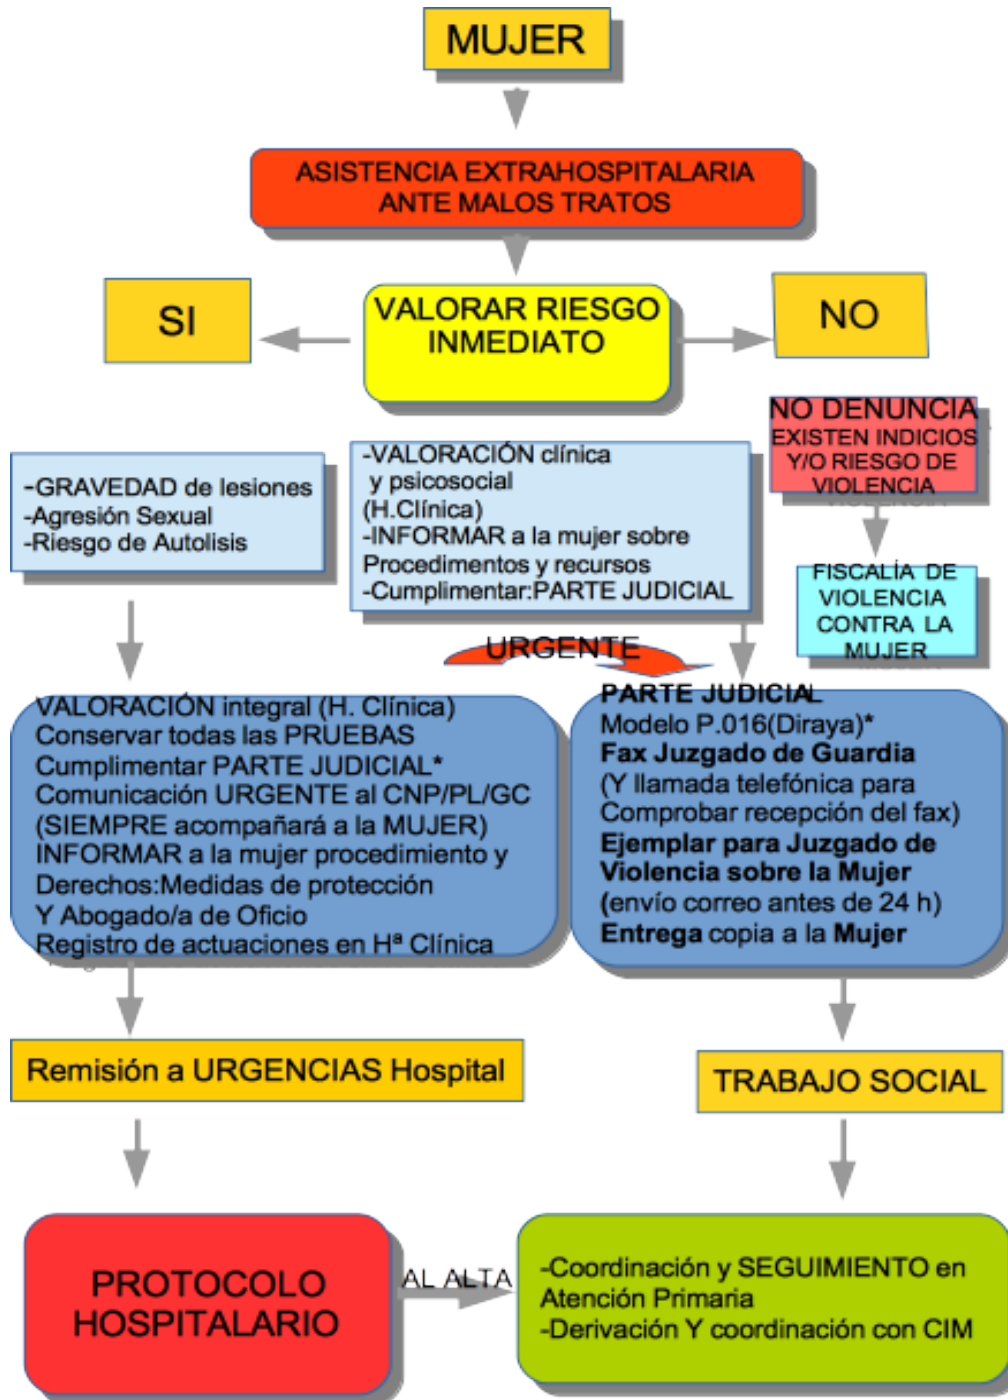 MUJER
ASISTENCIA EXTRAHOSPITALARIA
ANTE MALOS TRATOS
SI
VALORAR RIESGO
INMEDIATO
NO
NO DENUNCIA
EXISTEN INDICIOS
Y/O RIESGO DE
VIOLENCIA
-GRAVEDAD de lesiones
-Agresión Sexual
-Riesgo de Autolisis
-VALORACIÓN clínica
y psicosocial
(H.Clínica)
-INFORMAR a la mujer sobre
Procedimentos y recursos
-Cumplimentar:PARTE JUDICIAL
FISCALÍA DE
VIOLENCIA
CONTRA LA
MUJER
URGENTE
VALORACIÓN integral (H. Clínica)
Conservar todas las PRUEBAS
Cumplimentar PARTE JUDICIAL*
Comunicación URGENTE al CNP/PL/GC
(SIEMPRE acompañará a la MUJER)
INFORMAR a la mujer procedimiento y
Derechos:Medidas de protección
Y Abogado/a de Oficio
Registro de actuaciones en Hª Clínica
PARTE JUDICIAL
Modelo P.016(Diraya)*
Fax Juzgado de Guardia
(Y llamada telefónica para
Comprobar recepción del fax)
Ejemplar para Juzgado de
Violencia sobre la Mujer
(envío correo antes de 24 h)
Entrega copia a la Mujer
Remisión a URGENCIAS Hospital
TRABAJO SOCIAL
PROTOCOLO
HOSPITALARIO
AL ALTA
-Coordinación y SEGUIMIENTO en
Atención Primaria
-Derivación Y coordinación con CIM